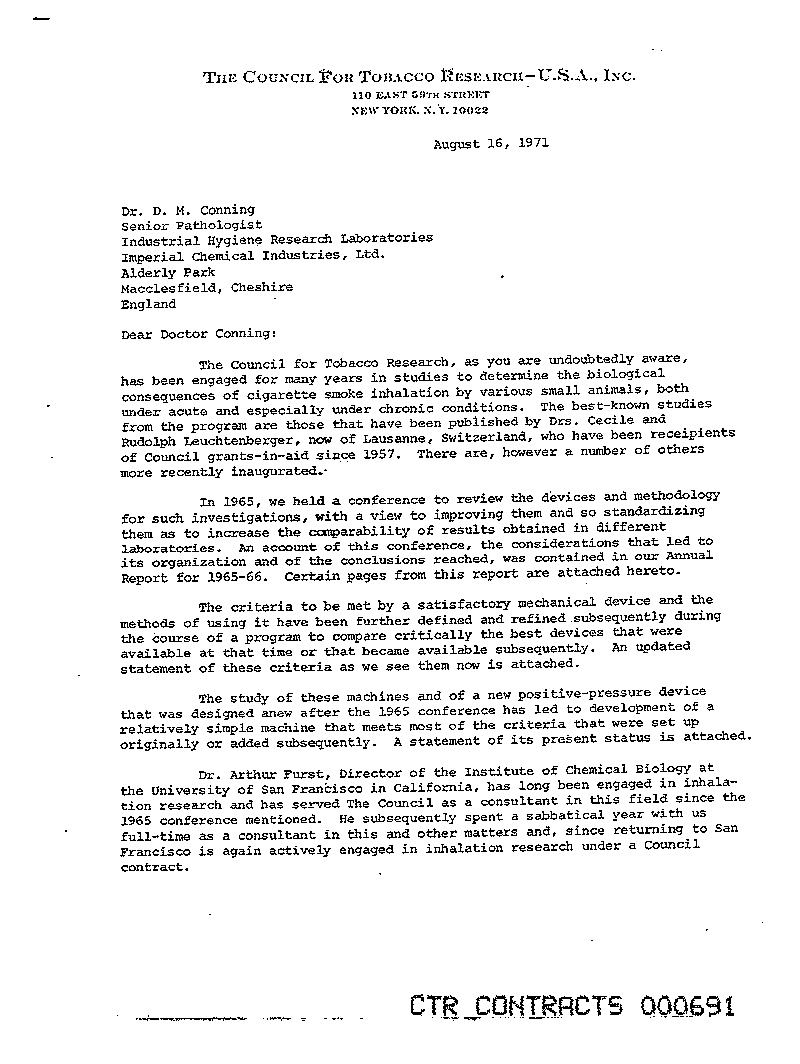 THE COUNCIL FOR TOBACCO RESEARCH-U.S.A., INC.
110 EAST 59TH STREET
NEW YORK, N.Y. 10022
August 16, 1971
Dr. D. M. Conning
Senior Pathologist
Industrial Hygiene Research Laboratories
Imperial Chemical Industries, Ltd.
Alderly Park
Macclesfield, Cheshire
England
Dear Doctor Conning:
The Council for Tobacco Research, as you are undoubtedly aware,
has been engaged for many years in studies to determine the biological
consequences of cigarette smoke inhalation by various small animals, both
under acute and especially under chronic conditions. The best-known studies
from the program are those that have been published by Drs. Cecile and
Rudolph Leuchtenberger, now of Lausanne, Switzerland, who have been receipients
of Council grants-in-aid since 1957. There are, however a number of others
more recently inaugurated.
In 1965, we held a conference to review the devices and methodology
for such investigations, with a view to improving them and so standardizing
them as to increase the comparability of results obtained in different
laboratories. An account of this conference, the considerations that led to
its organization and of the conclusions reached, was contained in our Annual
Report for 1965-66. Certain pages from this report are attached hereto.
The criteria to be met by a satisfactory mechanical device and the
methods of using it have been further defined and refined subsequently during
the course of a program to compare critically the best devices that were
available at that time or that became available subsequently. An updated
statement of these criteria as we see them now is attached.
The study of these machines and of a new positive-pressure device
that was designed anew after the 1965 conference has led to development of a
relatively simple machine that meets most of the criteria that were set up
originally or added subsequently. A statement of its present status is attached.
Dr. Arthur Furst, Director of the Institute of Chemical Biology at
the University of San Francisco in California, has long been engaged in inhala-
tion research and has served The Council as a consultant in this field since the
1965 conference mentioned. He subsequently spent a sabbatical year with us
full-time as a consultant in this and other matters and, since returning to San
Francisco is again actively engaged in inhalation research under a Council
contract.
CTR CONTRACTS 000691